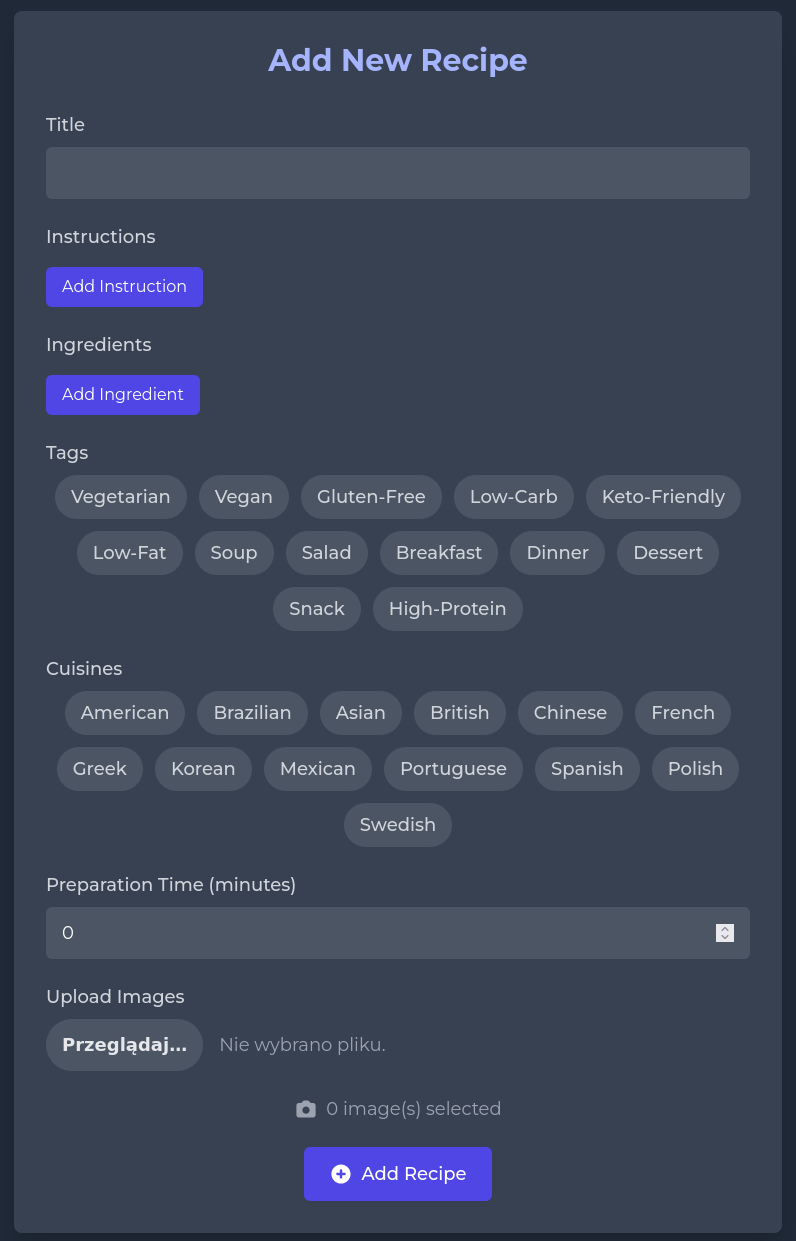 Add New Recipe
Title
Instructions
Add Instruction
Ingredients
Add Ingredient
Tags
Vegetarian Vegan Gluten-Free Low-Carb Keto-Friendly
Low-Fat Soup Salad Breakfast Dinner Dessert
Snack High-Protein
Cuisines
American Brazilian Asian British Chinese French
Greek Korean Mexican Portuguese Spanish Polish
Swedish
Preparation Time (minutes)
0
Upload Images
Przeglądaj... Nie wybrano pliku.
0 image(s) selected
Add Recipe